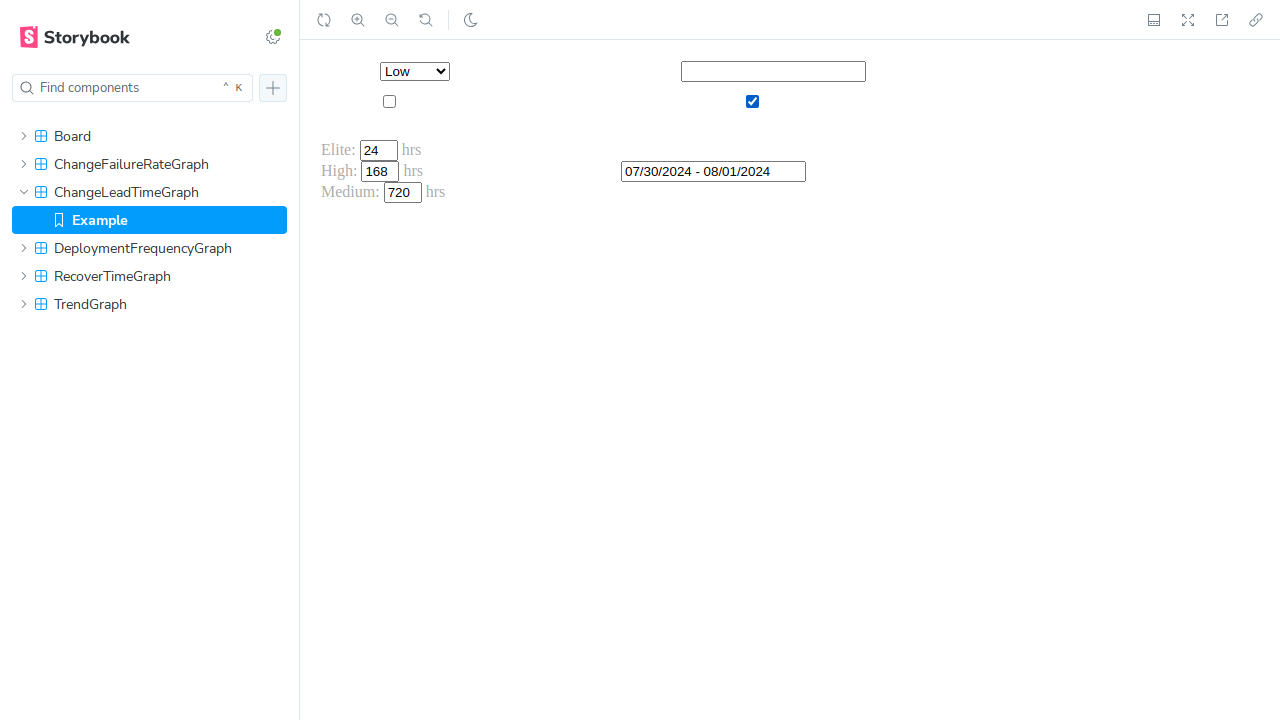 Storybook
Find components
^ K
Board
ChangeFailureRateGraph
ChangeLeadTimeGraph
Example
DeploymentFrequencyGraph
RecoverTimeGraph
TrendGraph
Low
Elite: 24 hrs
High: 168 hrs
07/30/2024 - 08/01/2024
Medium: 720 hrs